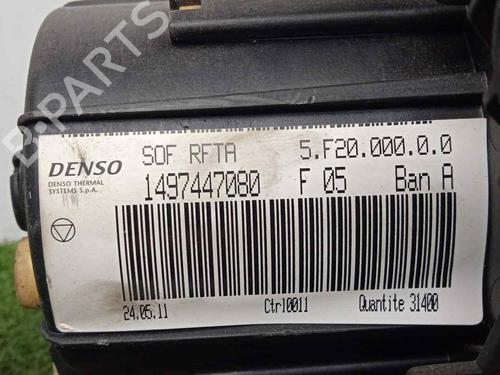 B-PARTS
DENSO
DENSO THERMAL
SYSTEMS S.p.A.
SOF RFTA 5.F20.000.0.0
1497447080 F 05 Ban A
24.05.11 Ctrl0011 Quantite 31400